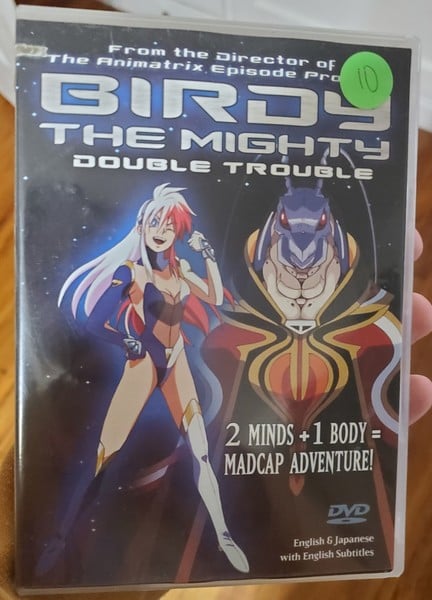 From the Director of
The Animatrix Episode
10
BIRDY
THE MIGHTY
DOUBLE TROUBLE
2 MINDS + 1 BODY =
MADCAP ADVENTURE!
DVD
English & Japanese
with English Subtitles